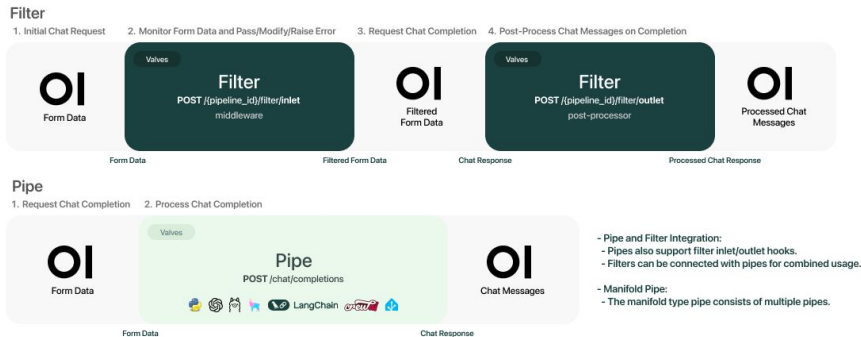 Filter
1. Initial Chat Request
2. Monitor Form Data and Pass/Modify/Raise Error
3. Request Chat Completion
4. Post-Process Chat Messages on Completion
OI
Form Data
Valves
Filter
POST /{pipeline_id}/filter/inlet
middleware
OI
Filtered
Form Data
Valves
Filter
POST /{pipeline_id}/filter/outlet
post-processor
OI
Processed Chat
Messages
Form Data
Filtered Form Data
Chat Response
Processed Chat Response
Pipe
1. Request Chat Completion
2. Process Chat Completion
OI
Form Data
Valves
Pipe
POST /chat/completions
LangChain
crewai
OI
Chat Messages
Form Data
Chat Response
- Pipe and Filter Integration:
- Pipes also support filter inlet/outlet hooks.
- Filters can be connected with pipes for combined usage.
- Manifold Pipe:
- The manifold type pipe consists of multiple pipes.